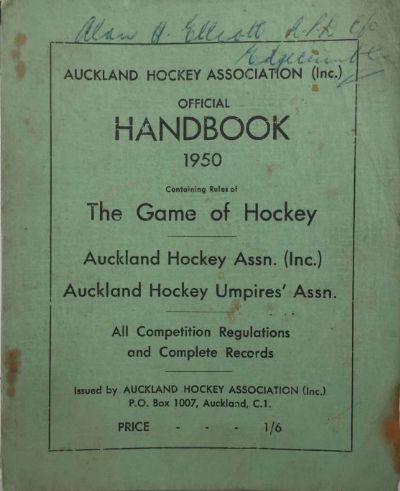 Alan H. Elliott
AUCKLAND HOCKEY ASSOCIATION (Inc.)
OFFICIAL
HANDBOOK
1950
Containing Rules of
The Game of Hockey
Auckland Hockey Assn. (Inc.)
Auckland Hockey Umpires' Assn.
All Competition Regulations
and Complete Records
Issued by AUCKLAND HOCKEY ASSOCIATION (Inc.)
P.O. Box 1007, Auckland, C.1.
PRICE - - - 1/6